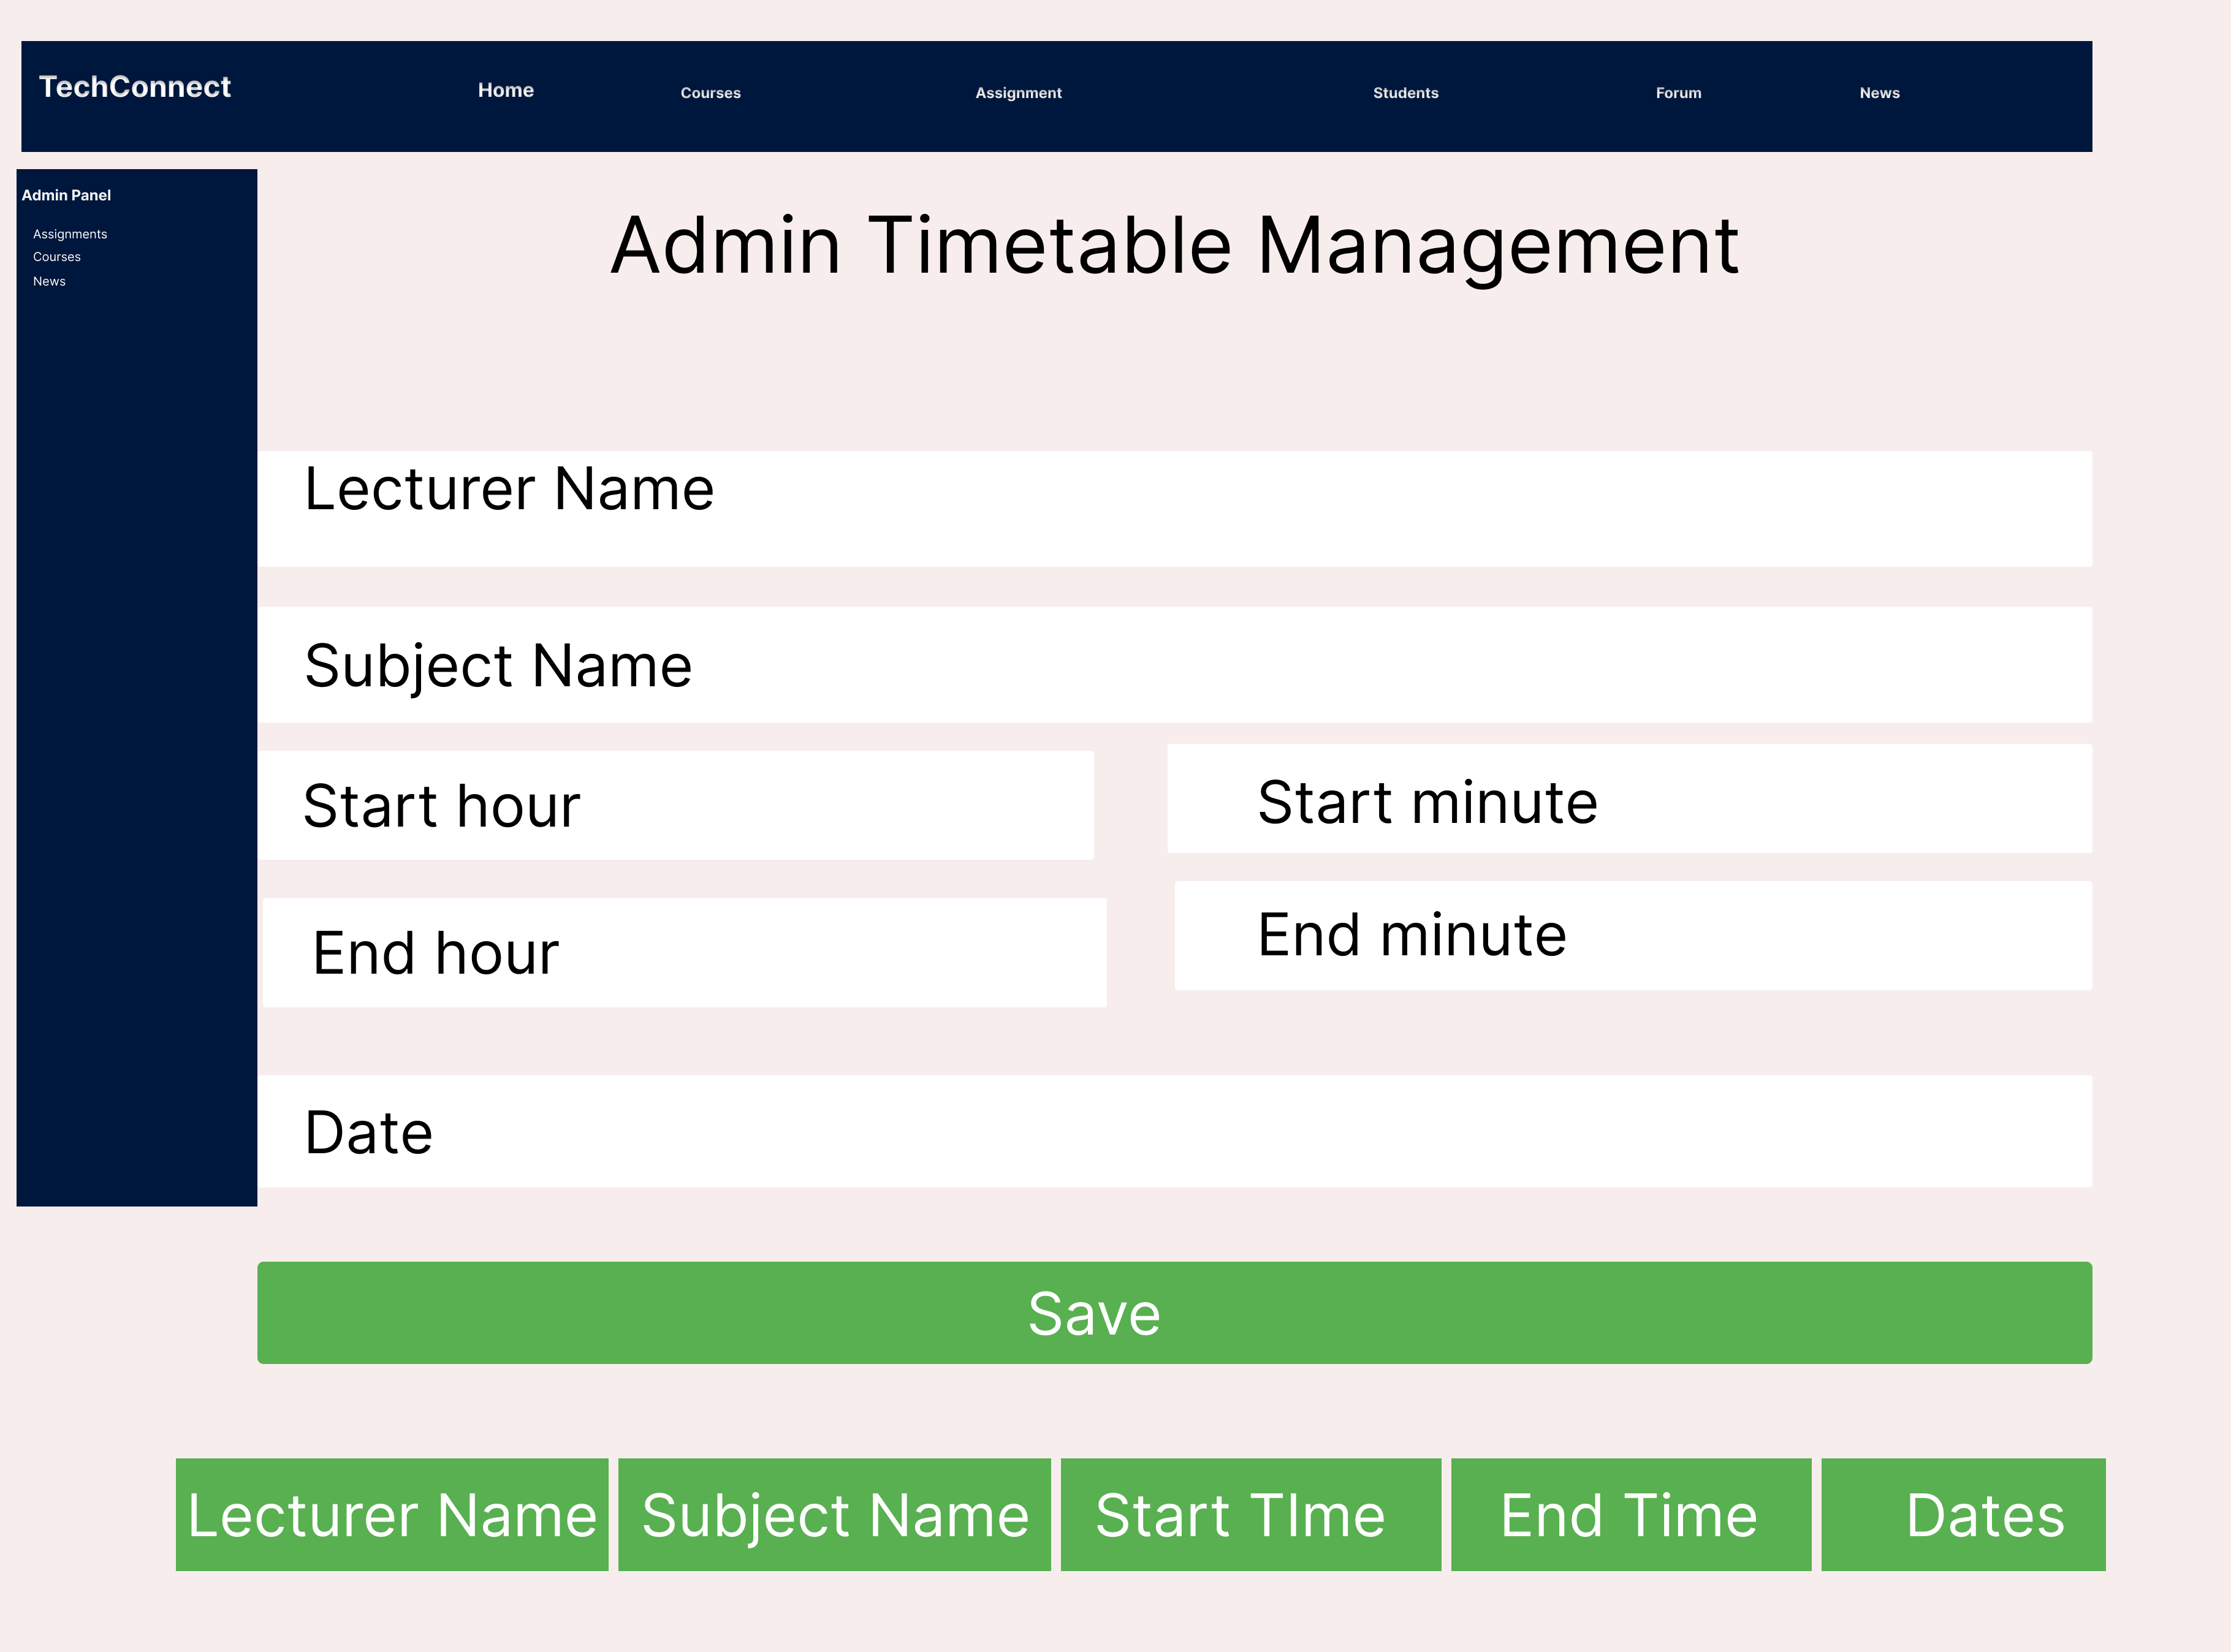 TechConnect Home Courses Assignment Students Forum News
Admin Panel
Assignments
Courses
News
Admin Timetable Management
Lecturer Name
Subject Name
Start hour
Start minute
End hour
End minute
Date
Save
Lecturer Name Subject Name Start TIme End Time Dates